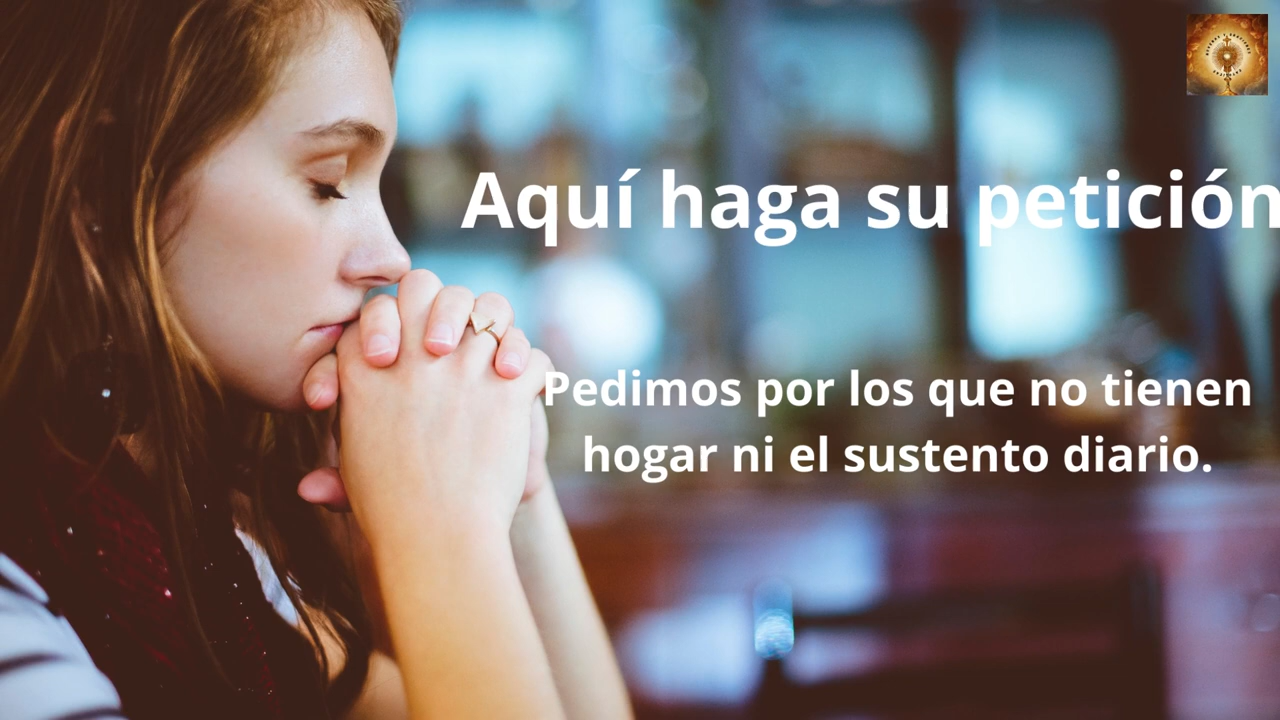 Aquí haga su petición
Pedimos por los que no tienen
hogar ni el sustento diario.